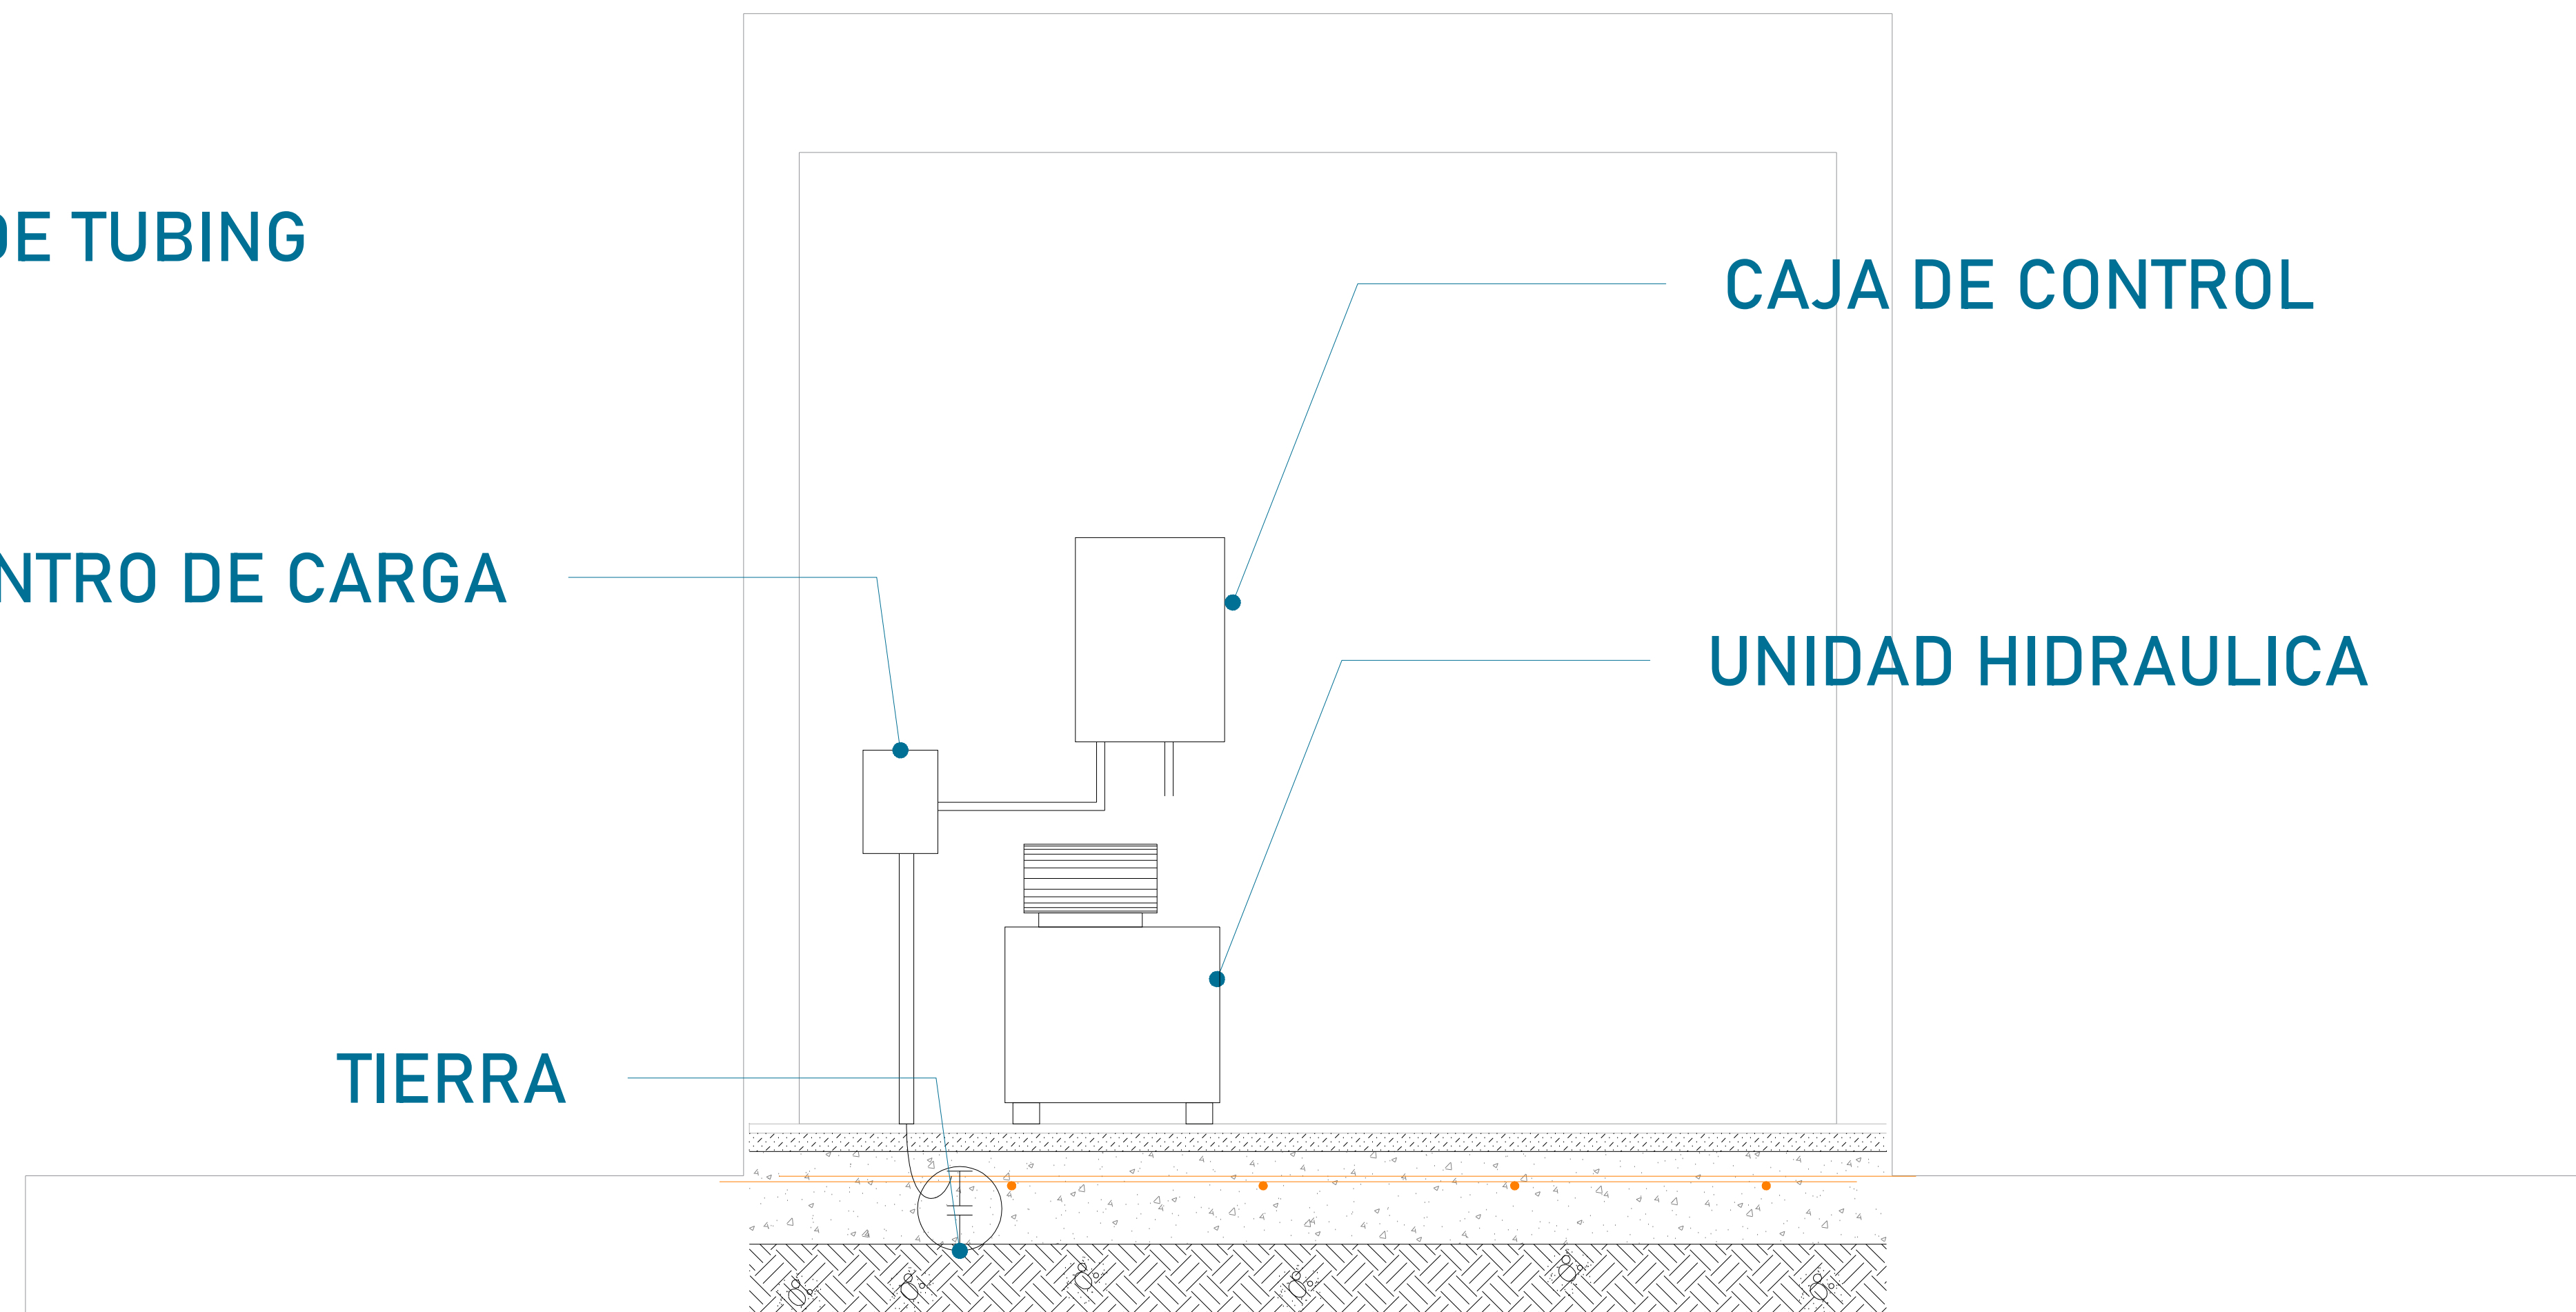 DE TUBING
CAJA DE CONTROL
NTRO DE CARGA
UNIDAD HIDRAULICA
TIERRA